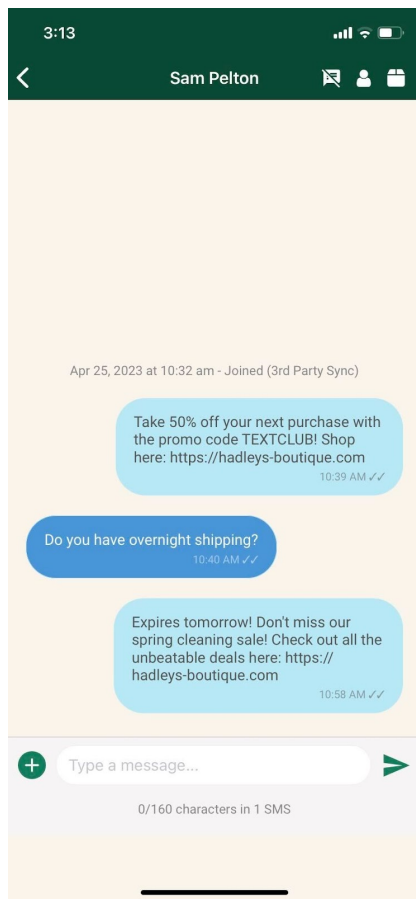 3:13
Sam Pelton
Apr 25, 2023 at 10:32 am - Joined (3rd Party Sync)
Take 50% off your next purchase with
the promo code TEXTCLUB! Shop
here: https://hadleys-boutique.com
10:39 AM ✓✓
Do you have overnight shipping?
10:40 AM ✓✓
Expires tomorrow! Don't miss our
spring cleaning sale! Check out all the
unbeatable deals here: https://
hadleys-boutique.com
10:58 AM ✓✓
Type a message...
0/160 characters in 1 SMS